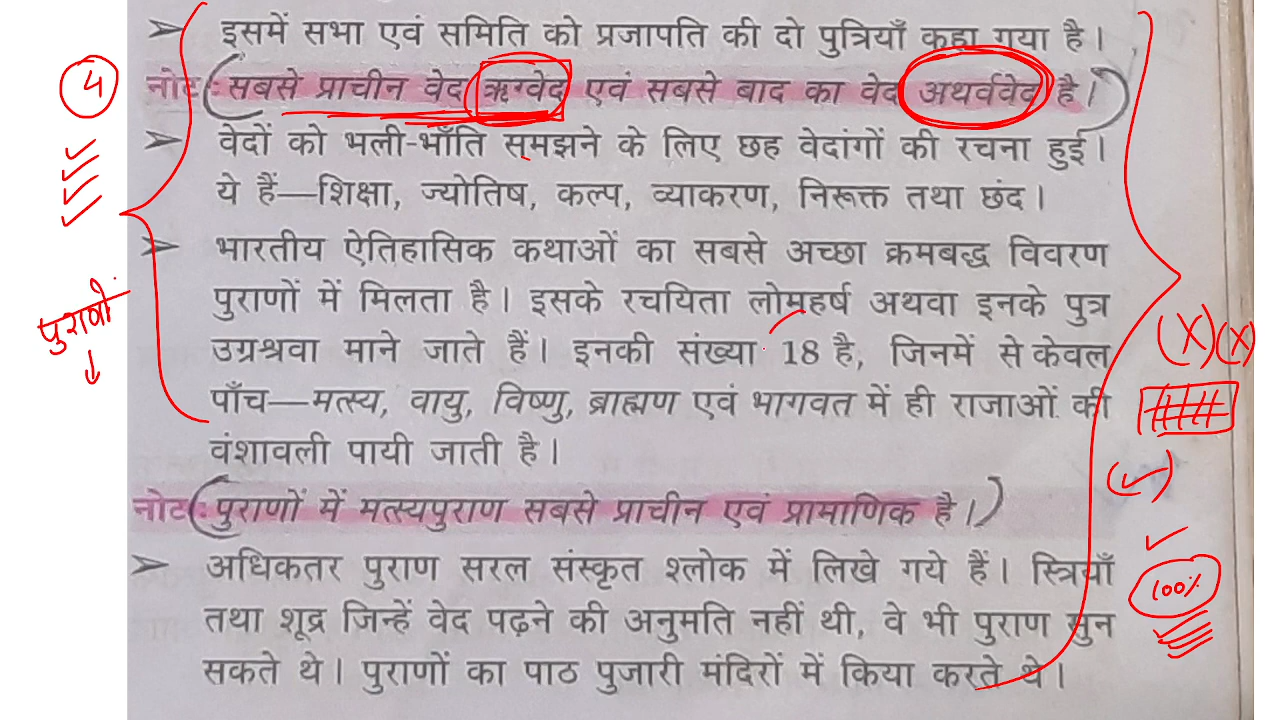 ➢ इसमें सभा एवं समिति को प्रजापति की दो पुत्रियाँ कहा गया है।
नोट : सबसे प्राचीन वेद ऋग्वेद एवं सबसे बाद का वेद अथर्ववेद है।
4
➢ वेदों को भली-भाँति समझने के लिए छह वेदांगों की रचना हुई।
ये हैं—शिक्षा, ज्योतिष, कल्प, व्याकरण, निरूक्त तथा छंद।
➢ भारतीय ऐतिहासिक कथाओं का सबसे अच्छा क्रमबद्ध विवरण
पुराणों में मिलता है। इसके रचयिता लोमहर्ष अथवा इनके पुत्र
पुराणों
उग्रश्रवा माने जाते हैं। इनकी संख्या 18 है, जिनमें से केवल
(X)(X)
पाँच—मत्स्य, वायु, विष्णु, ब्राह्मण एवं भागवत में ही राजाओं की
वंशावली पायी जाती है।
नोट : पुराणों में मत्स्यपुराण सबसे प्राचीन एवं प्रामाणिक है।
➢ अधिकतर पुराण सरल संस्कृत श्लोक में लिखे गये हैं। स्त्रियाँ
100%
तथा शूद्र जिन्हें वेद पढ़ने की अनुमति नहीं थी, वे भी पुराण सुन
सकते थे। पुराणों का पाठ पुजारी मंदिरों में किया करते थे।